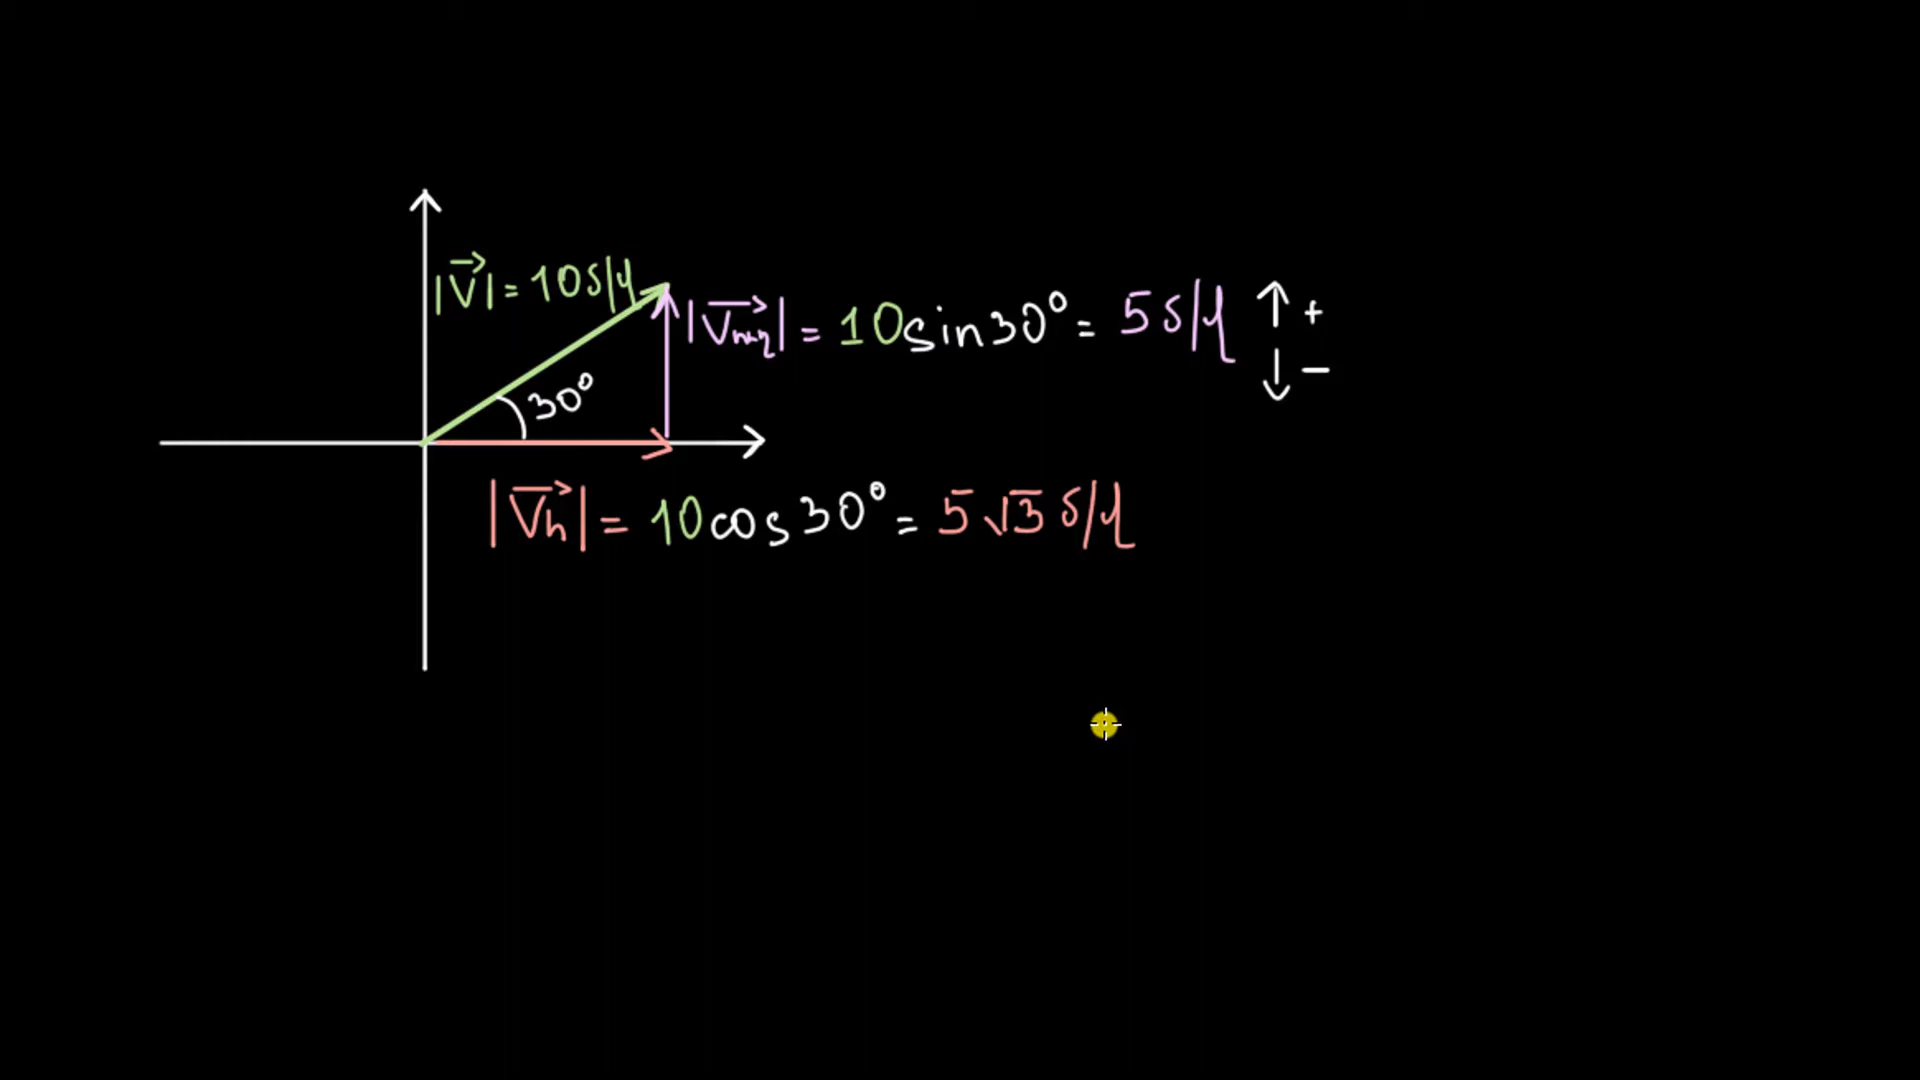 |V⃗| = 10 մ/վ
|V⃗ուղ| = 10 sin 30° = 5 մ/վ ↑ +
↓ −
30°
|V⃗հ| = 10 cos 30° = 5√3 մ/վ